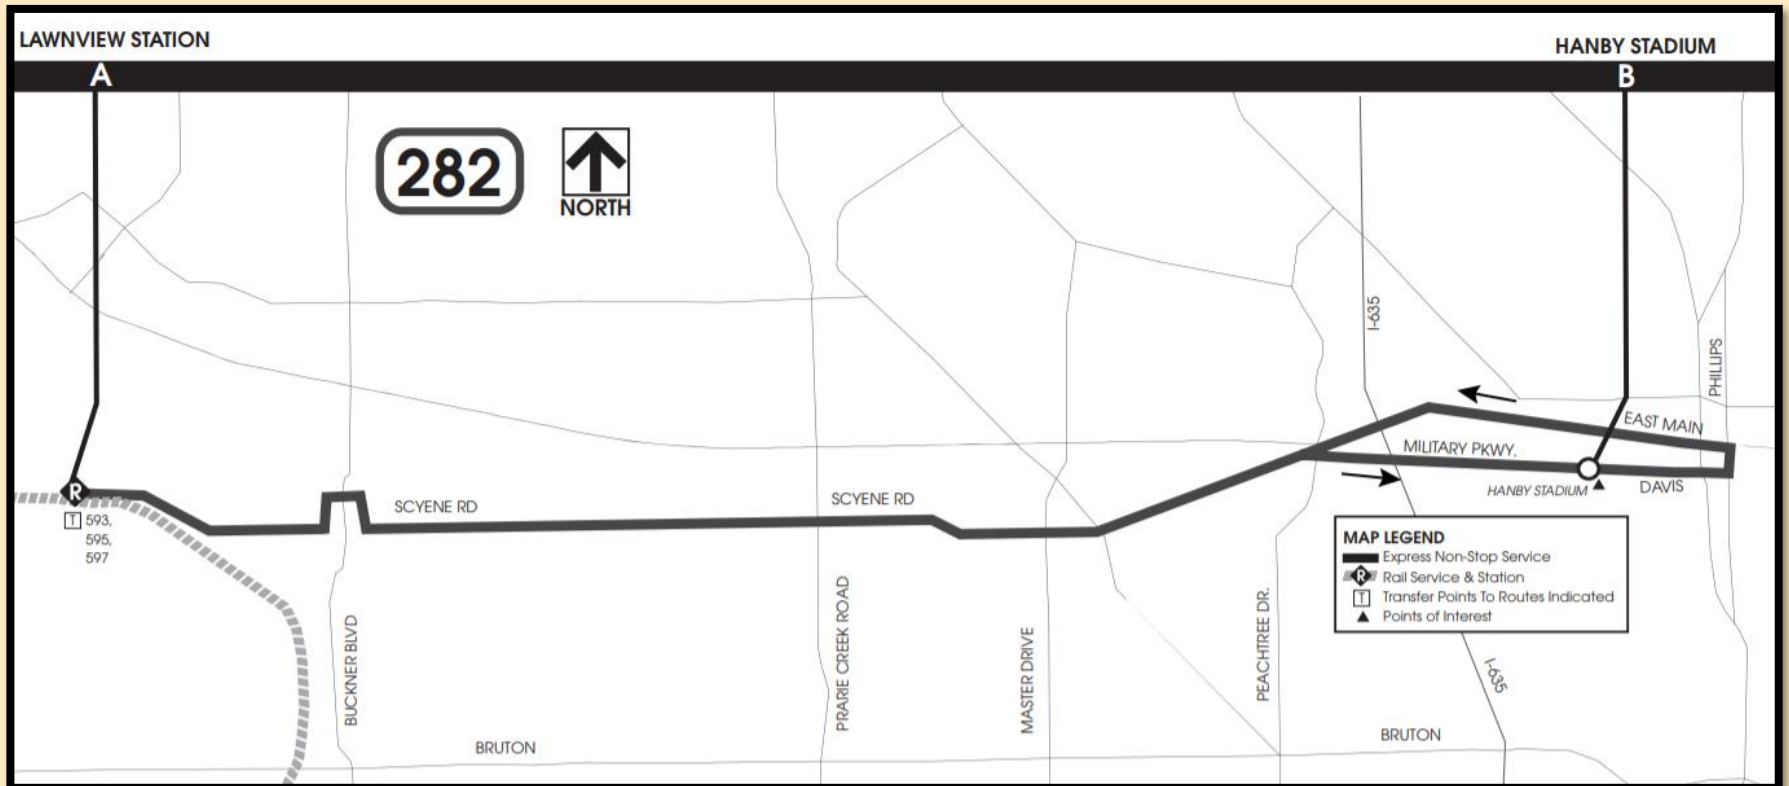 LAWNVIEW STATION
HANBY STADIUM
A
B
282
NORTH
I-635
PHILLIPS
EAST MAIN
MILITARY PKWY.
R
SCYENE RD
SCYENE RD
HANBY STADIUM
DAVIS
T 593,
595,
597
MAP LEGEND
Express Non-Stop Service
R Rail Service & Station
T Transfer Points To Routes Indicated
Points of Interest
BUCKNER BLVD
PRARIE CREEK ROAD
MASTER DRIVE
PEACHTREE DR.
I-635
BRUTON
BRUTON